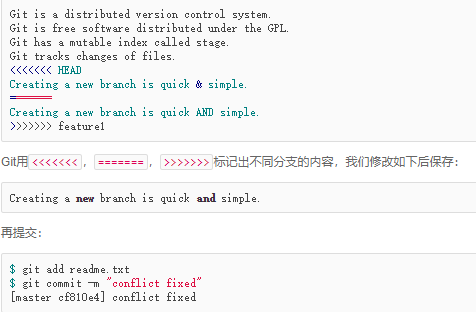 Git is a distributed version control system.
Git is free software distributed under the GPL.
Git has a mutable index called stage.
Git tracks changes of files.
<<<<<<< HEAD
Creating a new branch is quick & simple.
=======
Creating a new branch is quick AND simple.
>>>>>>> feature1
Git用<<<<<<<，=======，>>>>>>>标记出不同分支的内容，我们修改如下后保存：
Creating a new branch is quick and simple.
再提交：
$ git add readme.txt
$ git commit -m "conflict fixed"
[master cf810e4] conflict fixed